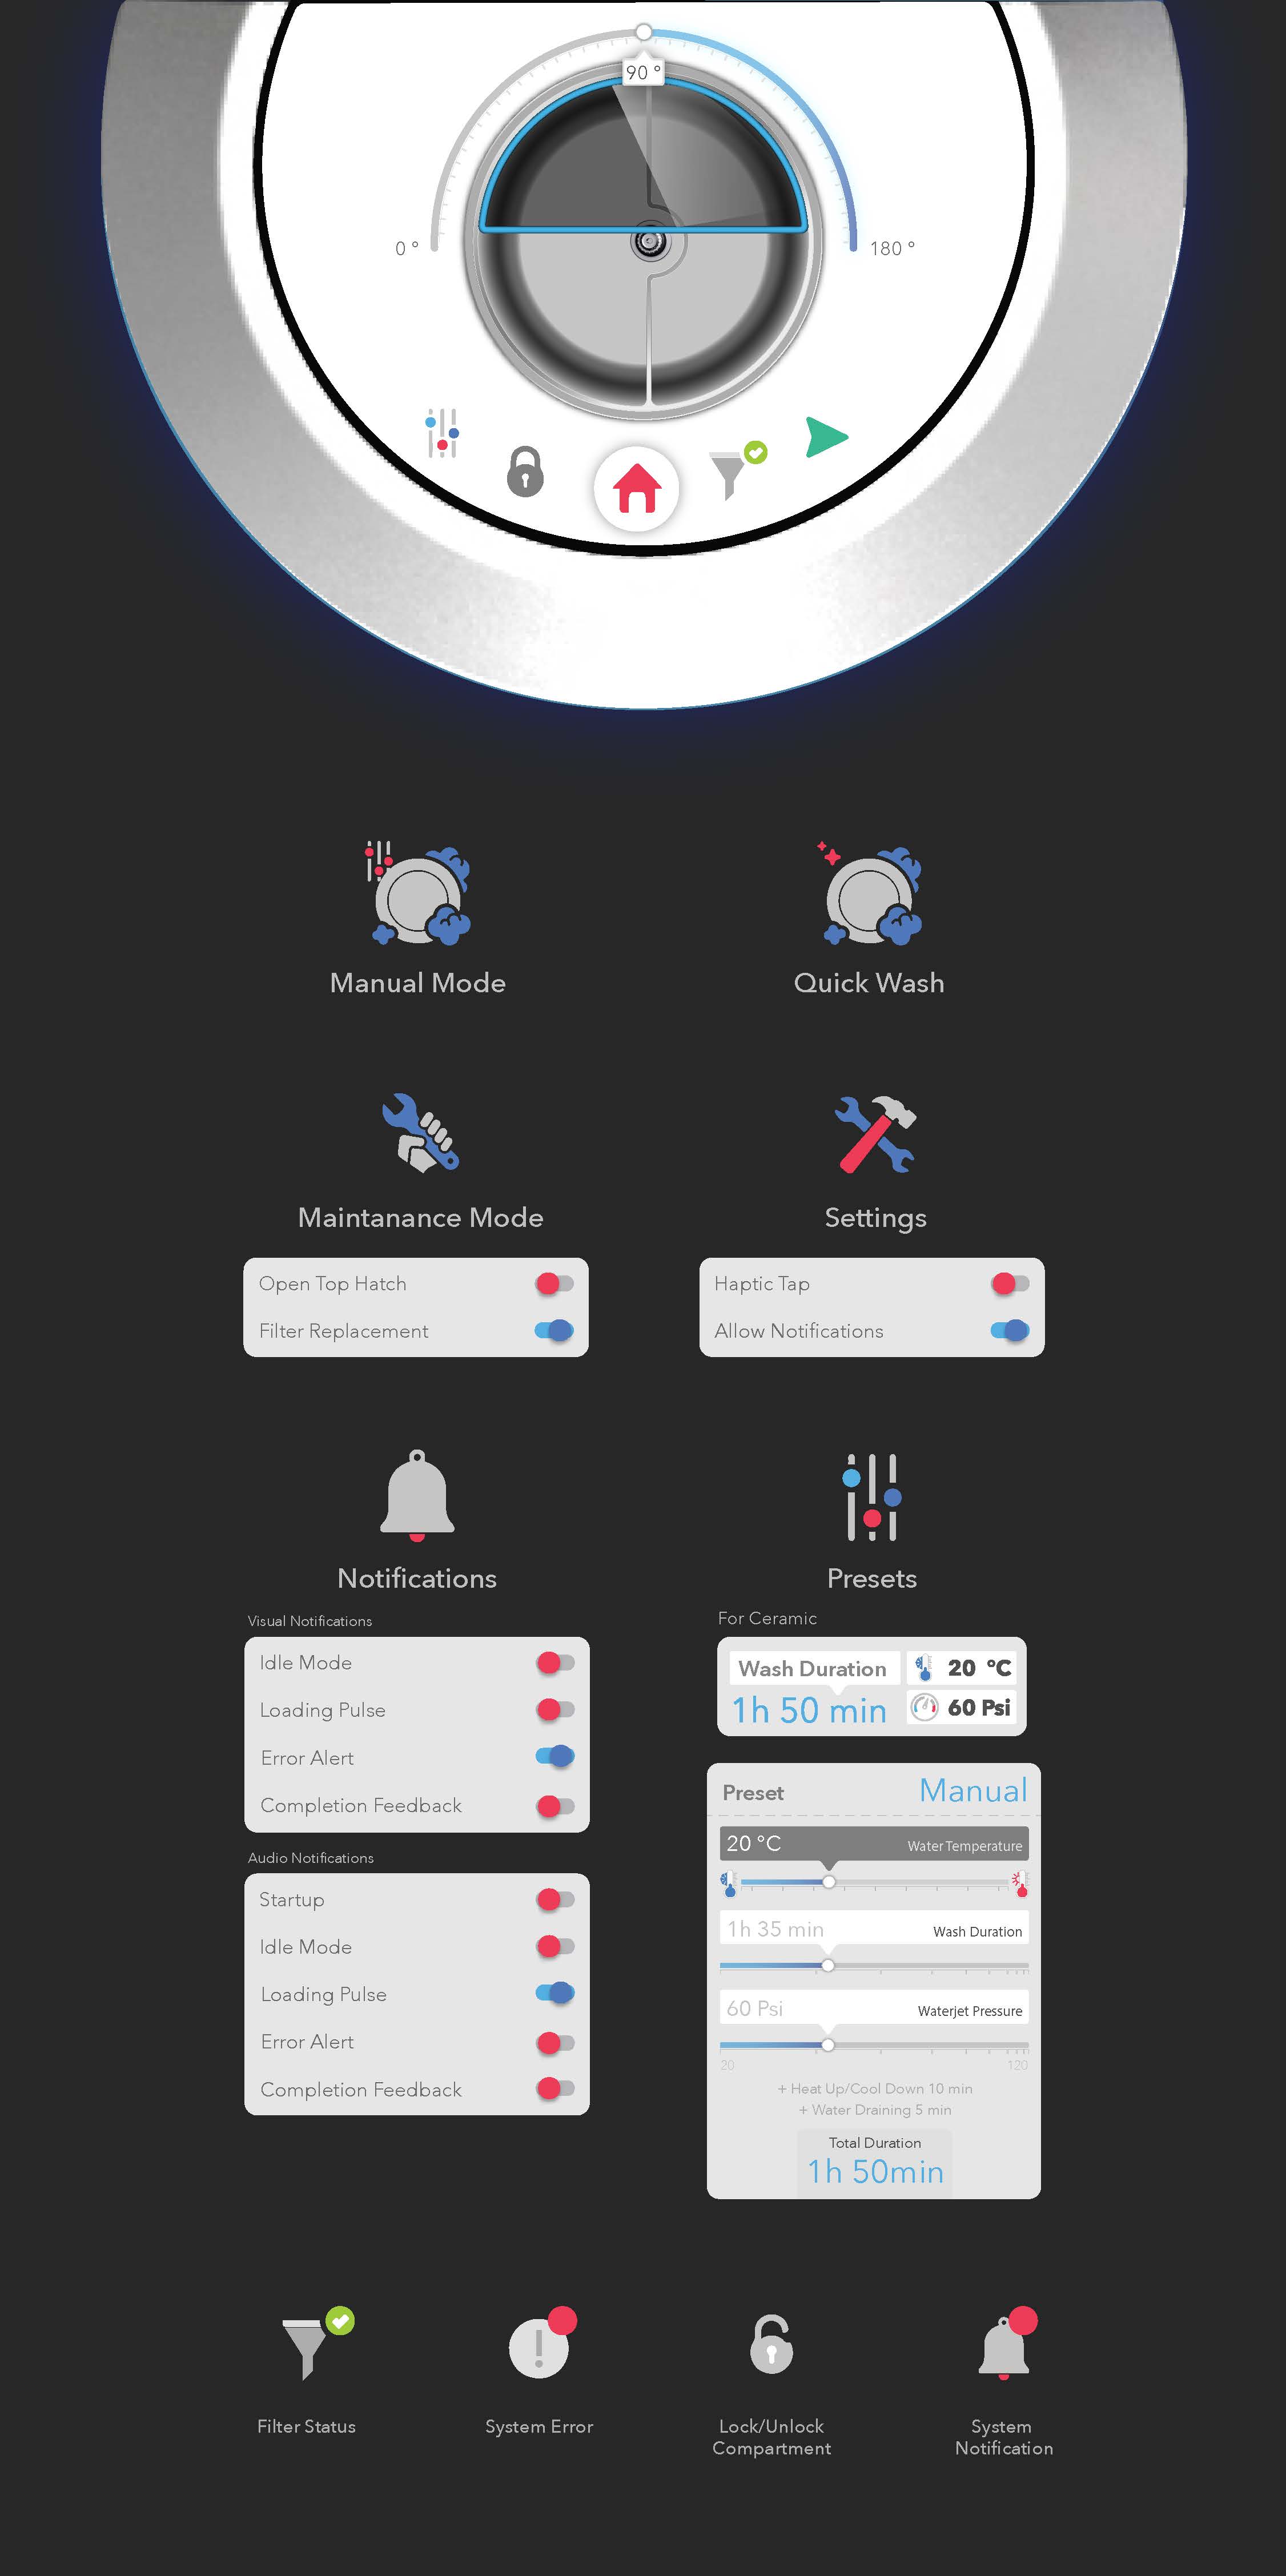 90 °
0 °
180 °
Manual Mode
Quick Wash
Maintanance Mode
Open Top Hatch
Filter Replacement
Settings
Haptic Tap
Allow Notifications
Notifications
Visual Notifications
Idle Mode
Loading Pulse
Error Alert
Completion Feedback
Audio Notifications
Startup
Idle Mode
Loading Pulse
Error Alert
Completion Feedback
Presets
For Ceramic
Wash Duration
1h 50 min
20 °C
60 Psi
Preset
Manual
20 °C
Water Temperature
1h 35 min
Wash Duration
60 Psi
Waterjet Pressure
20
120
+ Heat Up/Cool Down 10 min
+ Water Draining 5 min
Total Duration
1h 50min
Filter Status
System Error
Lock/Unlock
Compartment
System
Notification